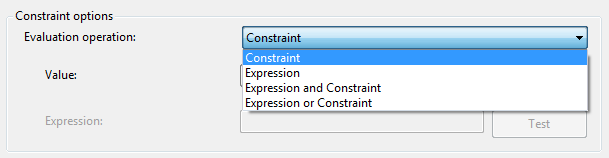 Constraint options
Evaluation operation: Constraint
Constraint
Value: Expression
Expression and Constraint
Expression or Constraint
Expression: Test